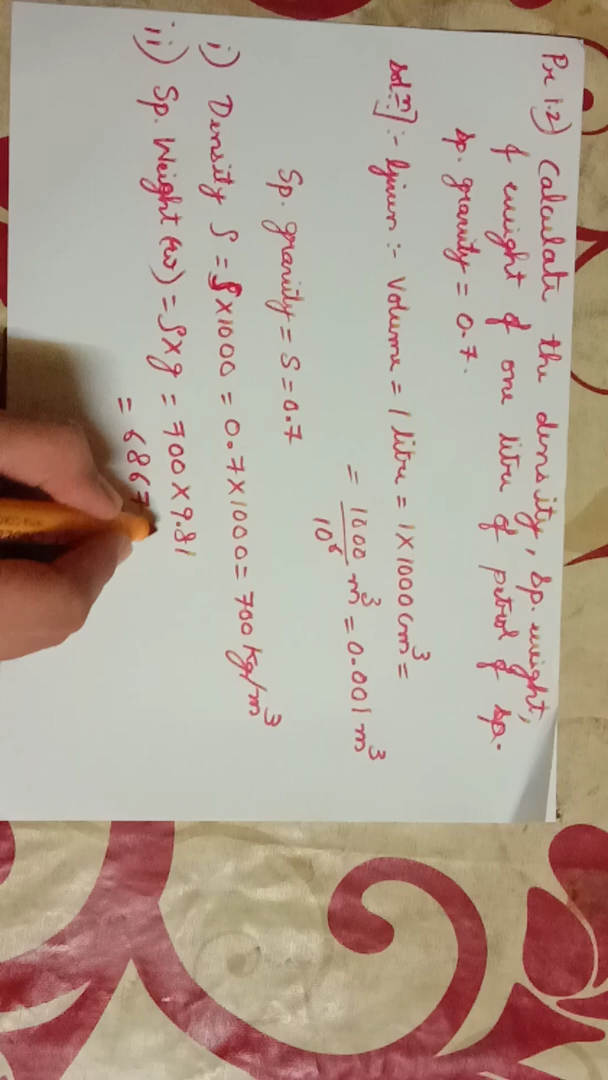 Pr 1.2) Calculate the density, sp. weight,
& weight of one litre of petrol of sp.
sp. gravity = 0.7.
solⁿ] :- Given :- Volume = 1 litre = 1 × 1000 cm³ =
= 1000/10⁶ m³ = 0.001 m³
Sp. gravity = S = 0.7
i) Density ρ = S × 1000 = 0.7 × 1000 = 700 Kg/m³
ii) Sp. Weight (w) = ρ × g = 700 × 9.81
= 6867